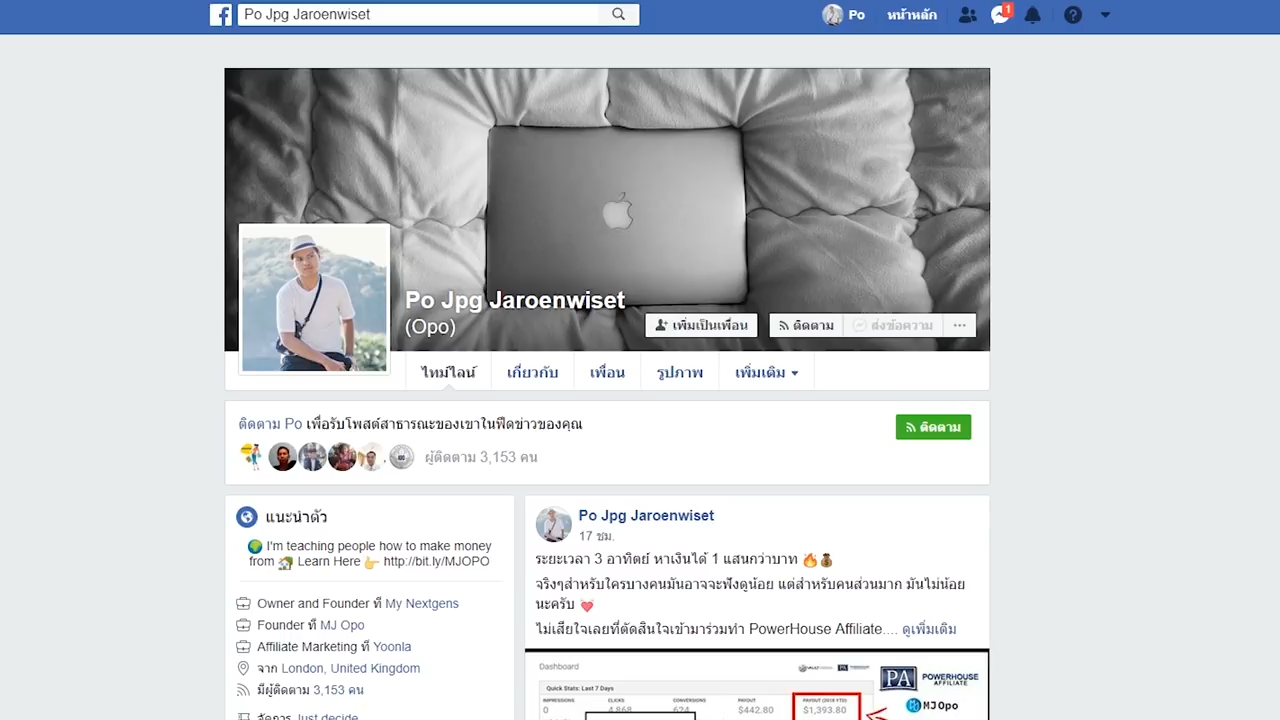 Po Jpg Jaroenwiset
Po
หน้าหลัก
1
Po Jpg Jaroenwiset
(Opo)
เพิ่มเป็นเพื่อน
ติดตาม
ส่งข้อความ
ไทม์ไลน์
เกี่ยวกับ
เพื่อน
รูปภาพ
เพิ่มเติม
ติดตาม Po เพื่อรับโพสต์สาธารณะของเขาในฟีดข่าวของคุณ
ติดตาม
ผู้ติดตาม 3,153 คน
แนะนำตัว
🌍 I'm teaching people how to make money
from 🏡 Learn Here 👉 http://bit.ly/MJOPO
Owner and Founder ที่ My Nextgens
Founder ที่ MJ Opo
Affiliate Marketing ที่ Yoonla
จาก London, United Kingdom
มีผู้ติดตาม 3,153 คน
จัดการ Just decide
Po Jpg Jaroenwiset
17 ชม.
ระยะเวลา 3 อาทิตย์ หาเงินได้ 1 แสนกว่าบาท 🔥💰
จริงๆสำหรับใครบางคนมันอาจจะฟังดูน้อย แต่สำหรับคนส่วนมาก มันไม่น้อย
นะครับ 💓
ไม่เสียใจเลยที่ตัดสินใจเข้ามาร่วมทำ PowerHouse Affiliate.... ดูเพิ่มเติม
Dashboard
Quick Stats: Last 7 Days
IMPRESSIONS
CLICKS
CONVERSIONS
PAYOUT
PAYOUT (2018 YTD)
0
4,868
624
$442.80
$1,393.80
PA
POWERHOUSE
AFFILIATE
MJ Opo